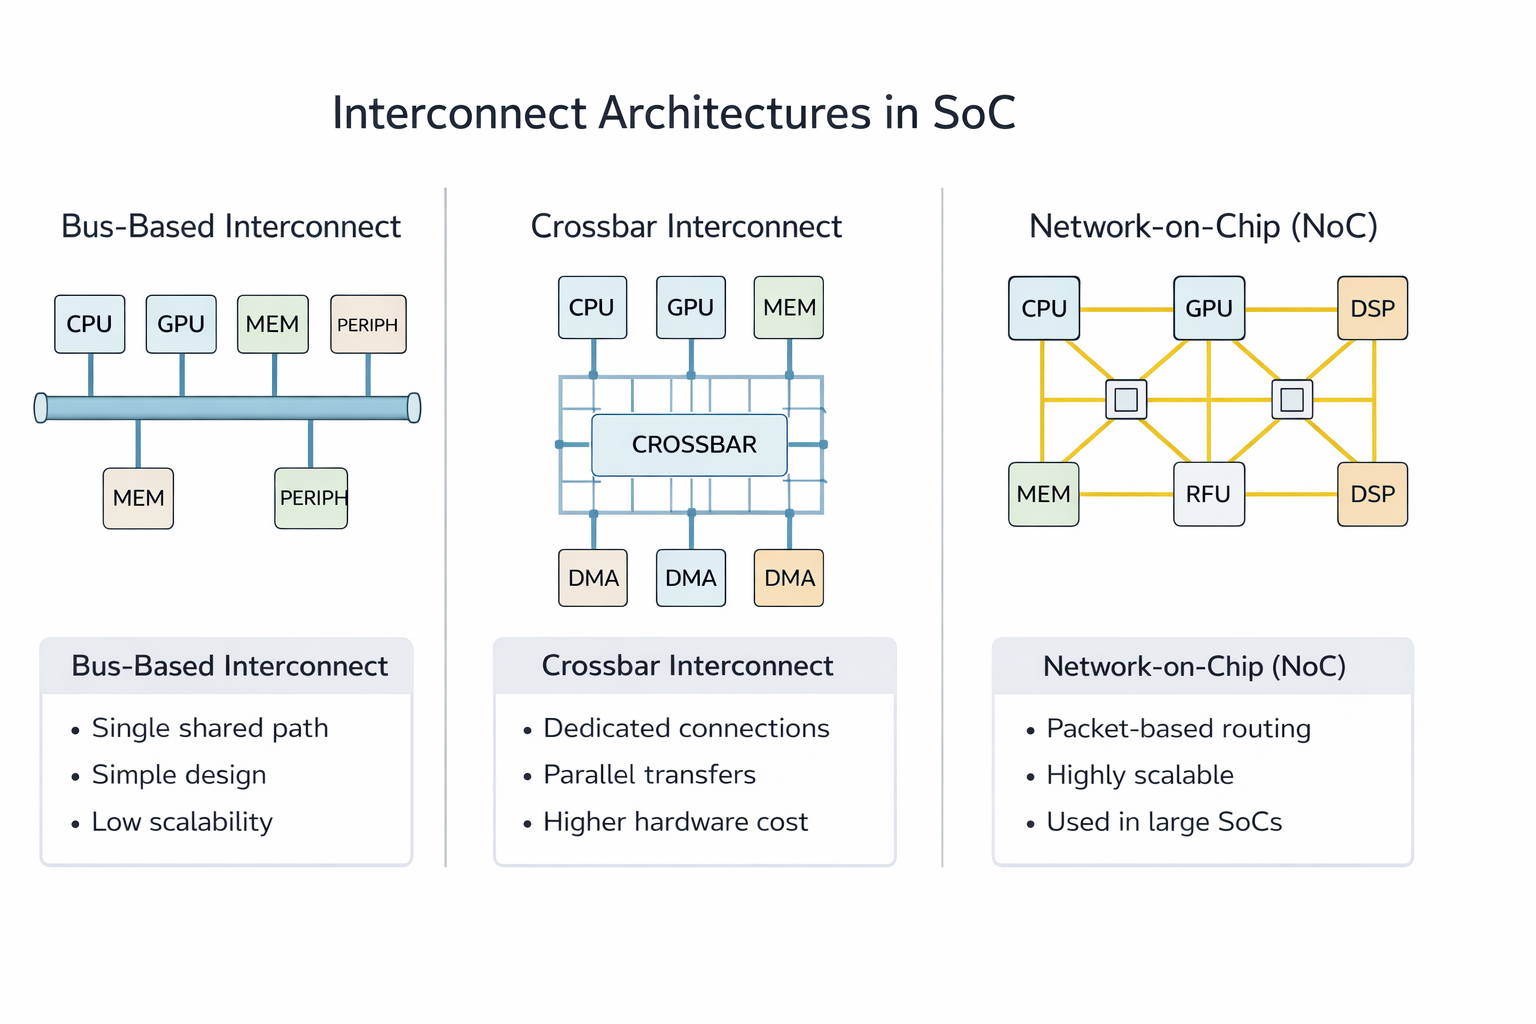 Interconnect Architectures in SoC
Bus-Based Interconnect
CPU
GPU
MEM
PERIPH
MEM
PERIPH
Bus-Based Interconnect
• Single shared path
• Simple design
• Low scalability
Crossbar Interconnect
CPU
GPU
MEM
CROSSBAR
DMA
DMA
DMA
Crossbar Interconnect
• Dedicated connections
• Parallel transfers
• Higher hardware cost
Network-on-Chip (NoC)
CPU
GPU
DSP
MEM
RFU
DSP
Network-on-Chip (NoC)
• Packet-based routing
• Highly scalable
• Used in large SoCs